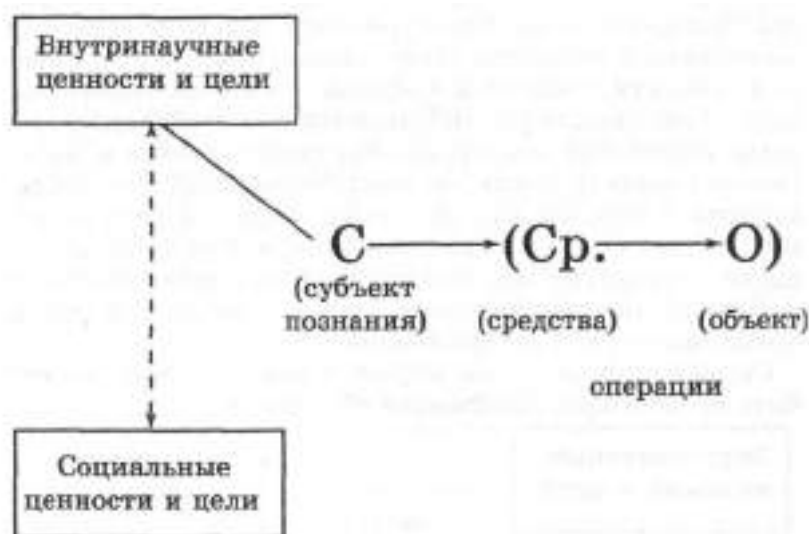 Внутринаучные
ценности и цели
С (Ср. О)
(субъект
познания) (средства) (объект)
операции
Социальные
ценности и цели